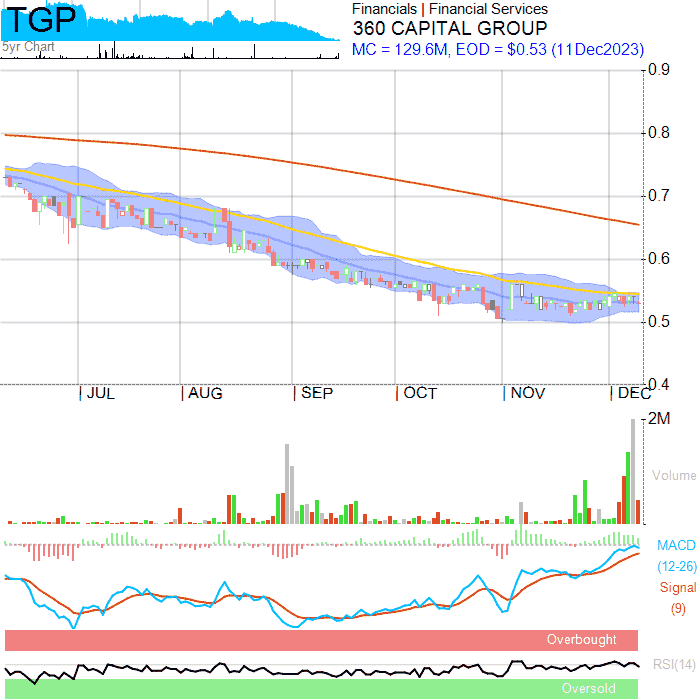 TGP
5yr Chart
Financials | Financial Services
360 CAPITAL GROUP
MC = 129.6M, EOD = $0.53 (11Dec2023)
0.9
0.8
0.7
0.6
0.5
0.4
JUL AUG SEP OCT NOV DEC
2M
Volume
MACD
(12-26)
Signal
(9)
Overbought
RSI(14)
Oversold